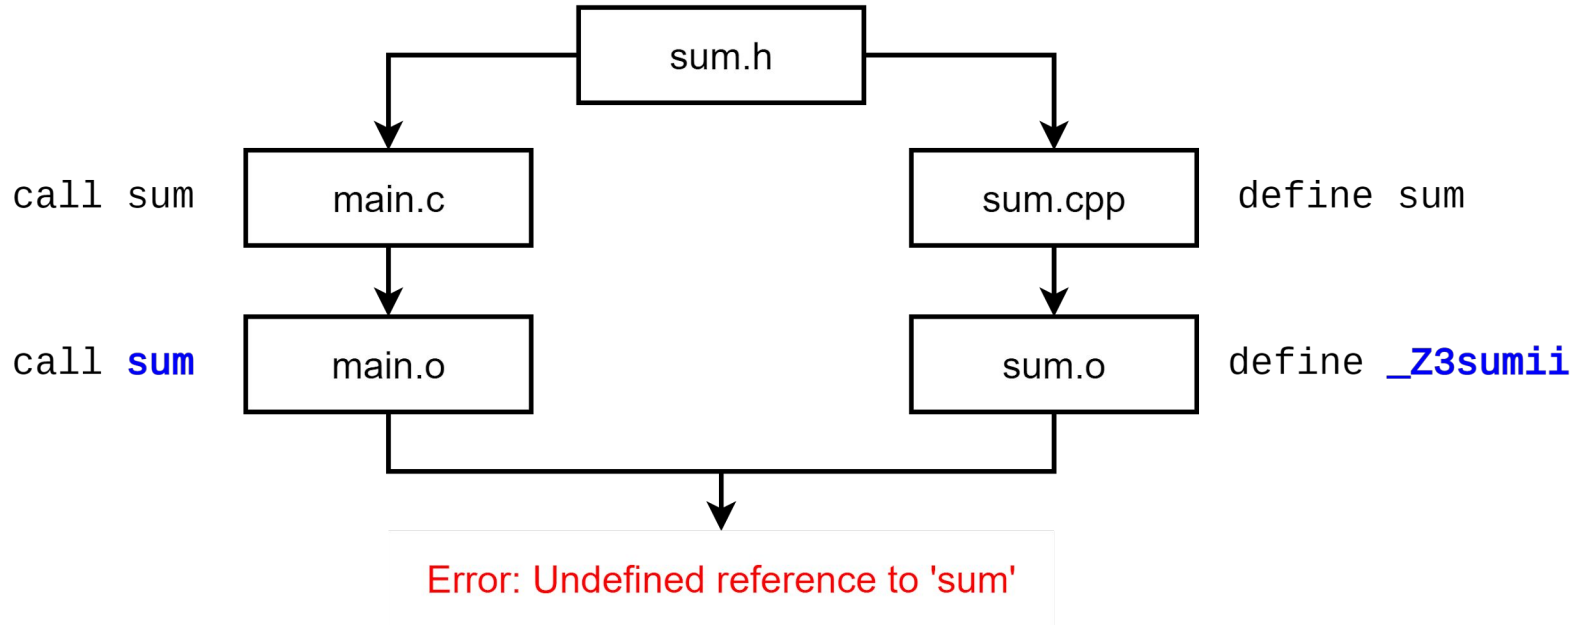 sum.h
call sum
main.c
sum.cpp
define sum
call sum
main.o
sum.o
define _Z3sumii
Error: Undefined reference to 'sum'